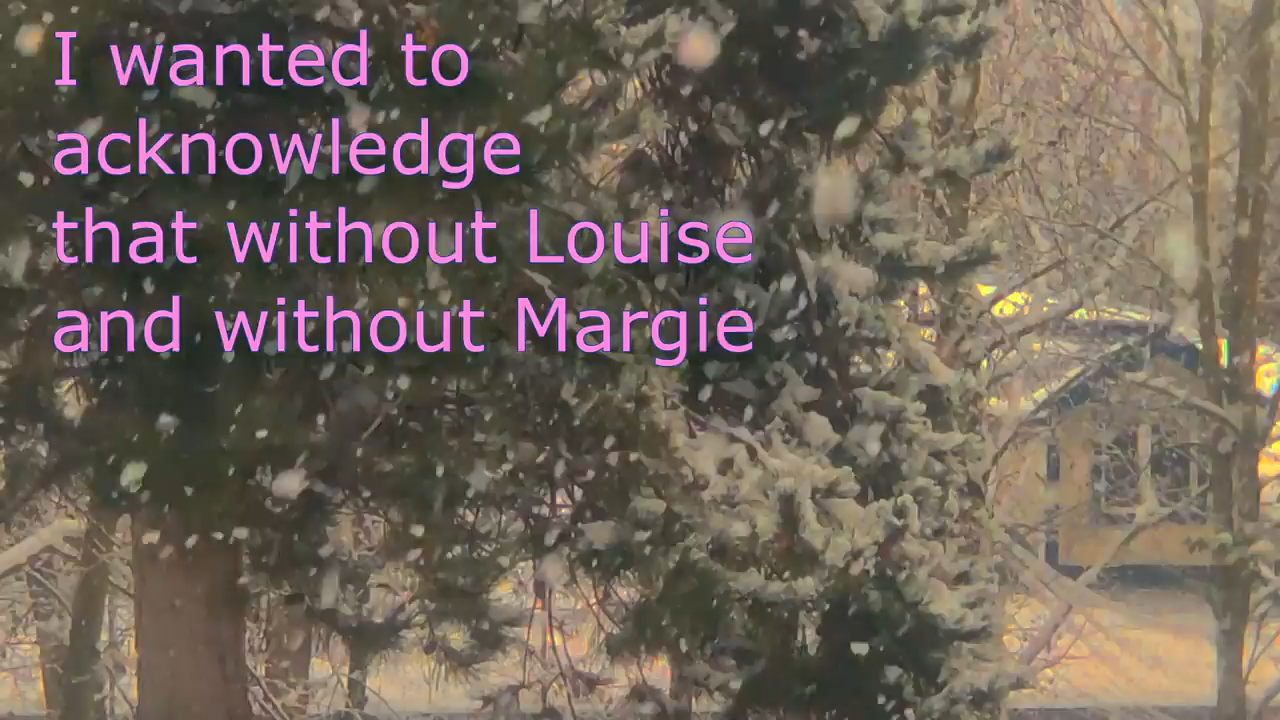 I wanted to
acknowledge
that without Louise
and without Margie